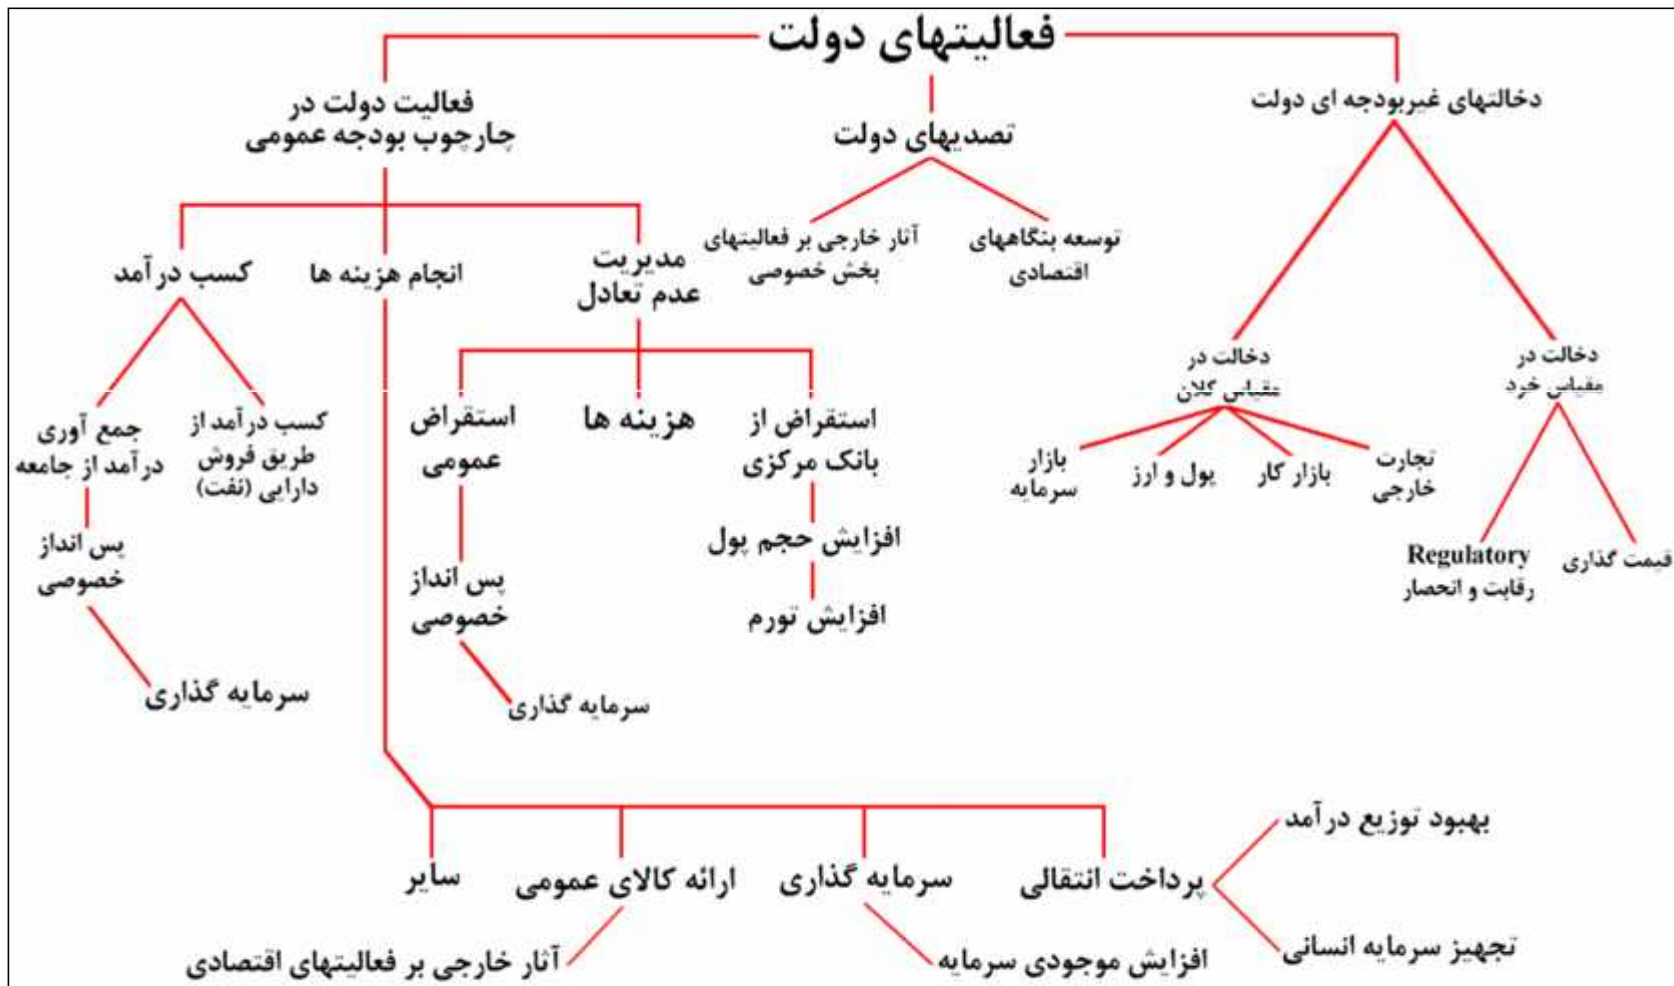 فعالیتهای دولت
دخالتهای غیربودجه ای دولت
تصدیهای دولت
فعالیت دولت در
چارچوب بودجه عمومی
توسعه بنگاههای
اقتصادی
آثار خارجی بر فعالیتهای
بخش خصوصی
مدیریت
عدم تعادل
انجام هزینه ها
کسب درآمد
دخالت در
مقیاس خرد
دخالت در
مقیاس کلان
تجارت
خارجی
بازار کار
پول و ارز
بازار
سرمایه
قیمت گذاری
Regulatory
رقابت و انحصار
استقراض از
بانک مرکزی
هزینه ها
استقراض
عمومی
کسب درآمد از
طریق فروش
دارایی (نفت)
جمع آوری
درآمد از جامعه
افزایش حجم پول
افزایش تورم
پس انداز
خصوصی
سرمایه گذاری
پس انداز
خصوصی
سرمایه گذاری
پرداخت انتقالی
سرمایه گذاری
ارائه کالای عمومی
سایر
بهبود توزیع درآمد
تجهیز سرمایه انسانی
افزایش موجودی سرمایه
آثار خارجی بر فعالیتهای اقتصادی